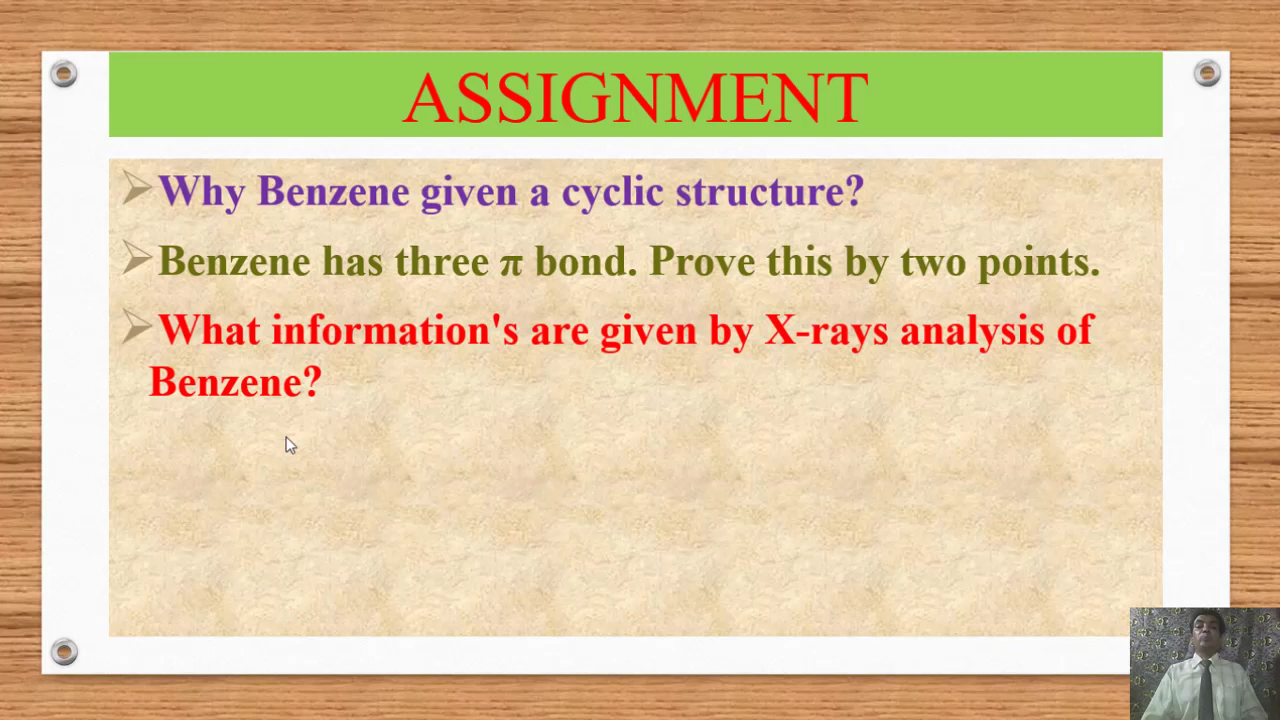 ASSIGNMENT
Why Benzene given a cyclic structure?
Benzene has three π bond. Prove this by two points.
What information's are given by X-rays analysis of
Benzene?